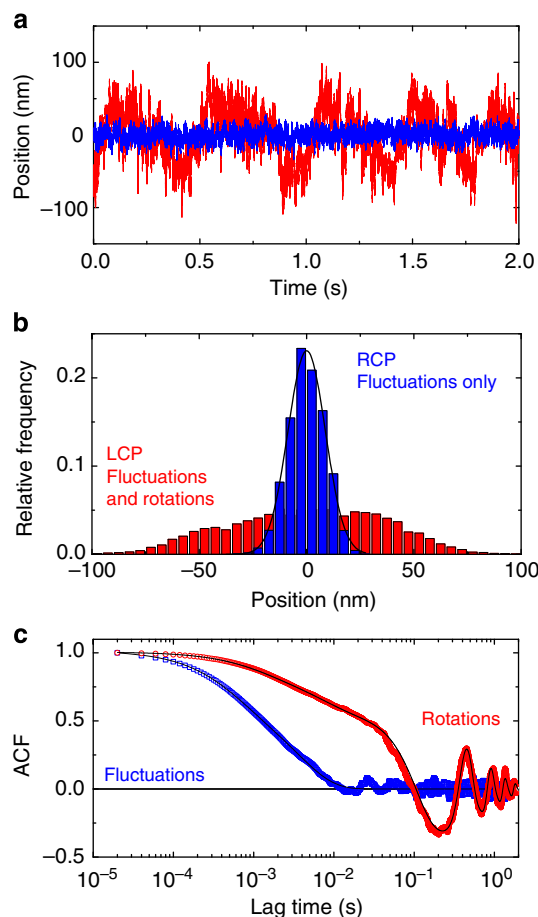 a
Position (nm)
100
0
−100
0.0 0.5 1.0 1.5 2.0
Time (s)
b
Relative frequency
0.2
0.1
0.0
RCP
Fluctuations only
LCP
Fluctuations
and rotations
−100 −50 0 50 100
Position (nm)
c
ACF
1.0
0.5
0.0
−0.5
Rotations
Fluctuations
10⁻⁵ 10⁻⁴ 10⁻³ 10⁻² 10⁻¹ 10⁰
Lag time (s)